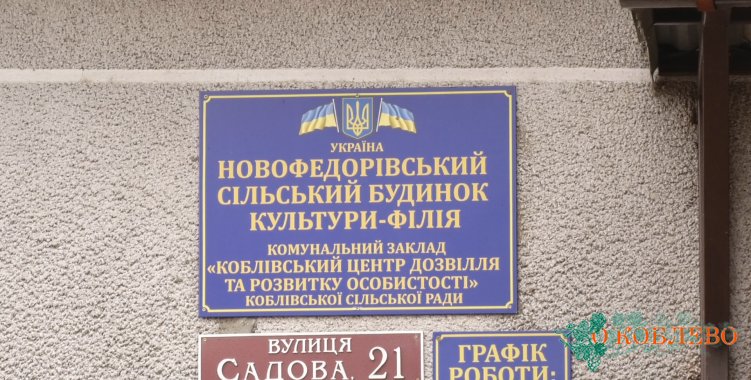 УКРАЇНА
НОВОФЕДОРІВСЬКИЙ
СІЛЬСЬКИЙ БУДИНОК
КУЛЬТУРИ-ФІЛІЯ
КОМУНАЛЬНИЙ ЗАКЛАД
«КОБЛІВСЬКИЙ ЦЕНТР ДОЗВІЛЛЯ
ТА РОЗВИТКУ ОСОБИСТОСТІ»
КОБЛІВСЬКОЇ СІЛЬСЬКОЇ РАДИ
ВУЛИЦЯ
САДОВА, 21
ГРАФІК
РОБОТИ:
О КОБЛЕВО